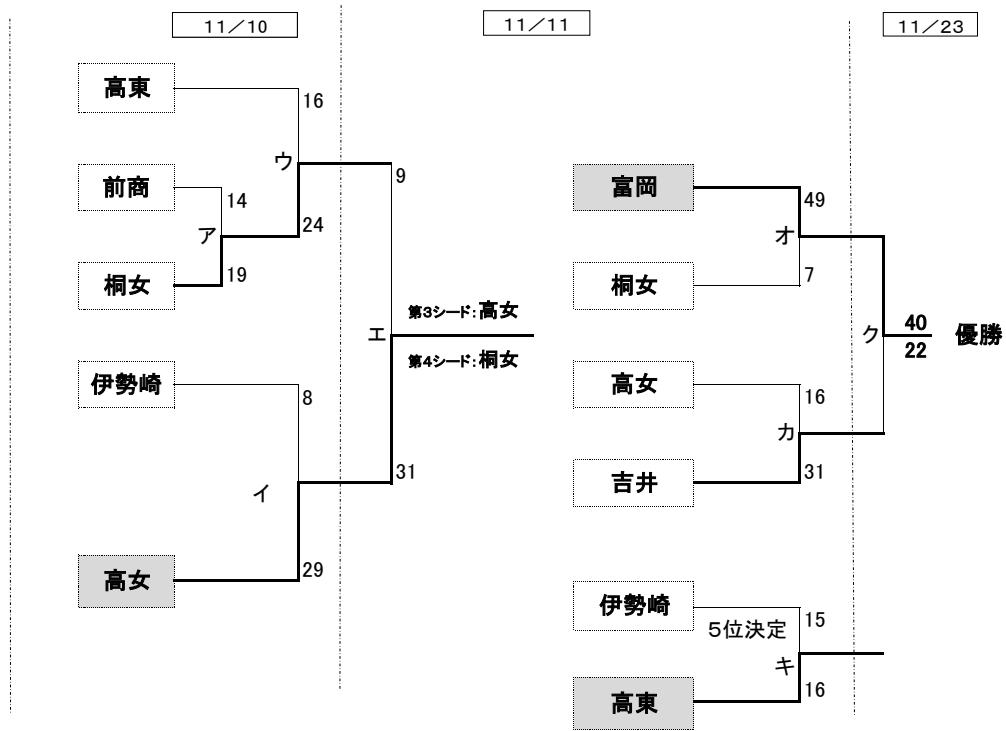 11／10
11／11
11／23
高東
16
ウ
9
前商
14
24
ア
桐女
19
第3シード：高女
エ
第4シード：桐女
伊勢崎
8
イ
31
高女
29
富岡
49
オ
桐女
7
ク
40
22
優勝
高女
16
カ
吉井
31
伊勢崎
15
5位決定
キ
高東
16